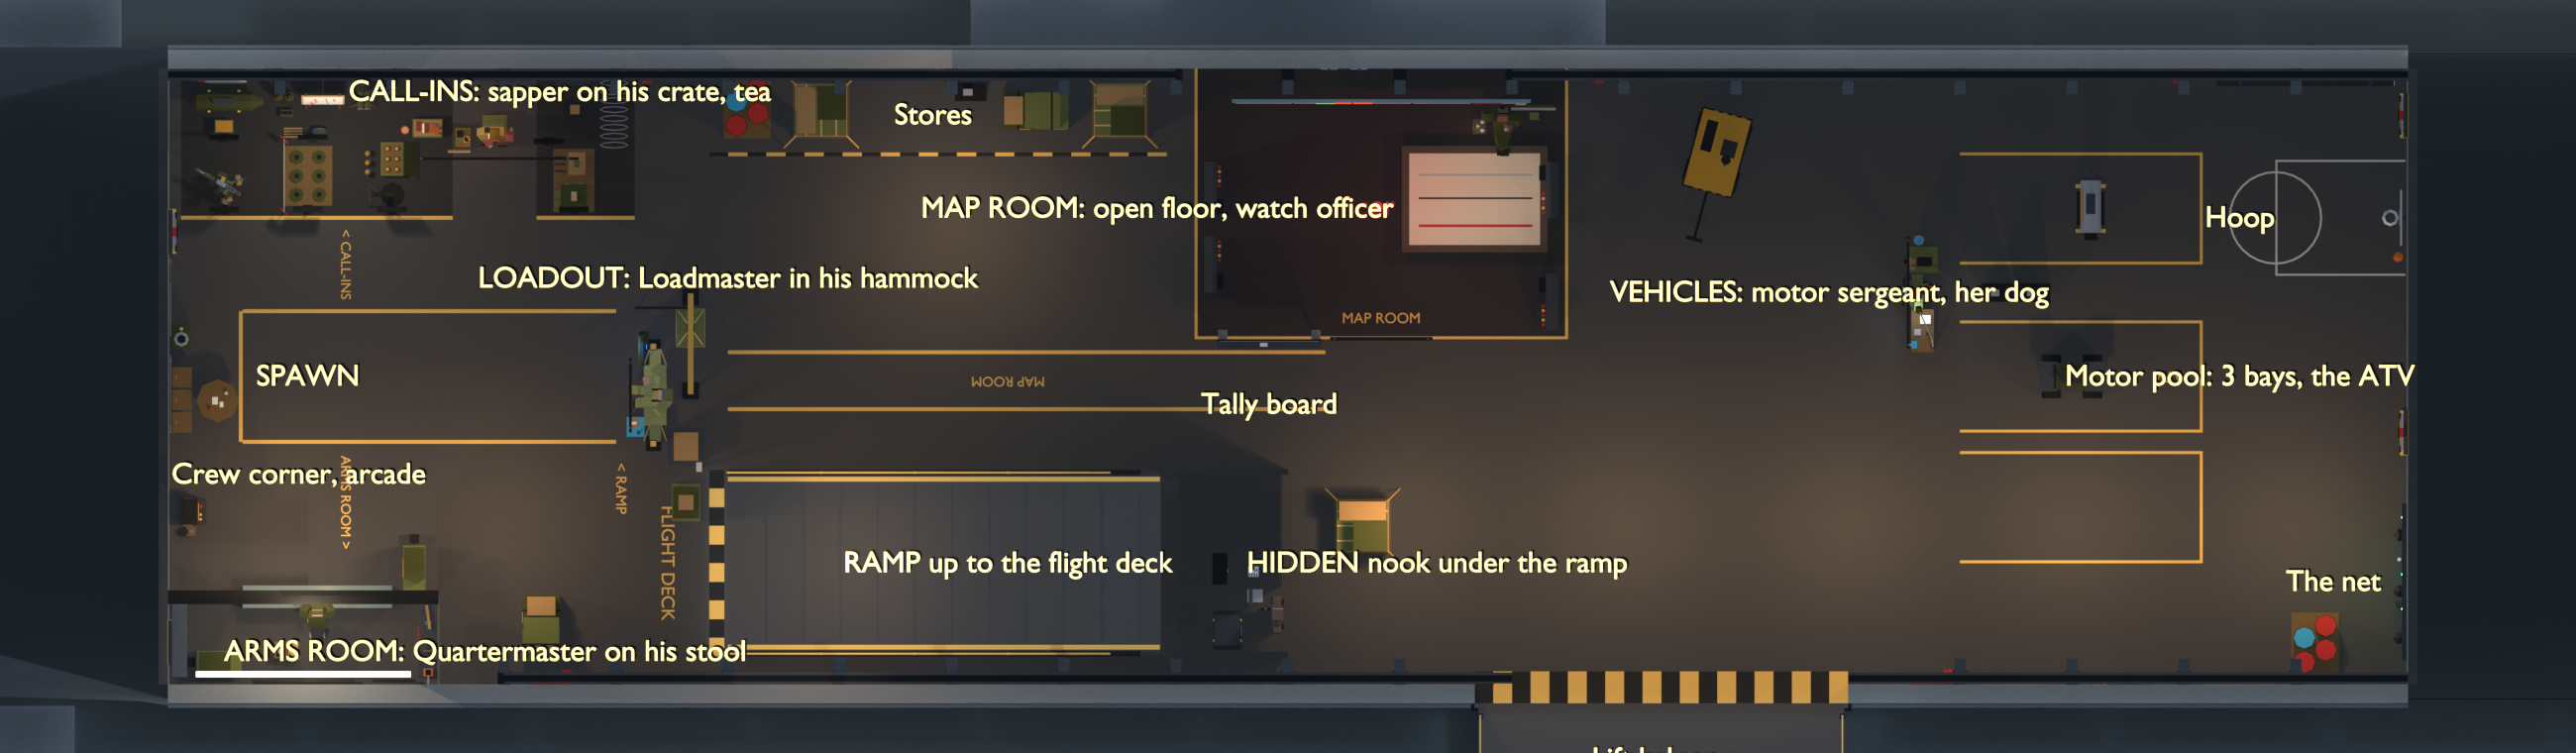 CALL-INS: sapper on his crate, tea
Stores
MAP ROOM: open floor, watch officer
Hoop
< CALL-INS
LOADOUT: Loadmaster in his hammock
VEHICLES: motor sergeant, her dog
MAP ROOM
SPAWN
MAP ROOM
Motor pool: 3 bays, the ATV
Tally board
Crew corner, arcade
ARMS ROOM >
< RAMP
FLIGHT DECK
RAMP up to the flight deck
HIDDEN nook under the ramp
The net
ARMS ROOM: Quartermaster on his stool